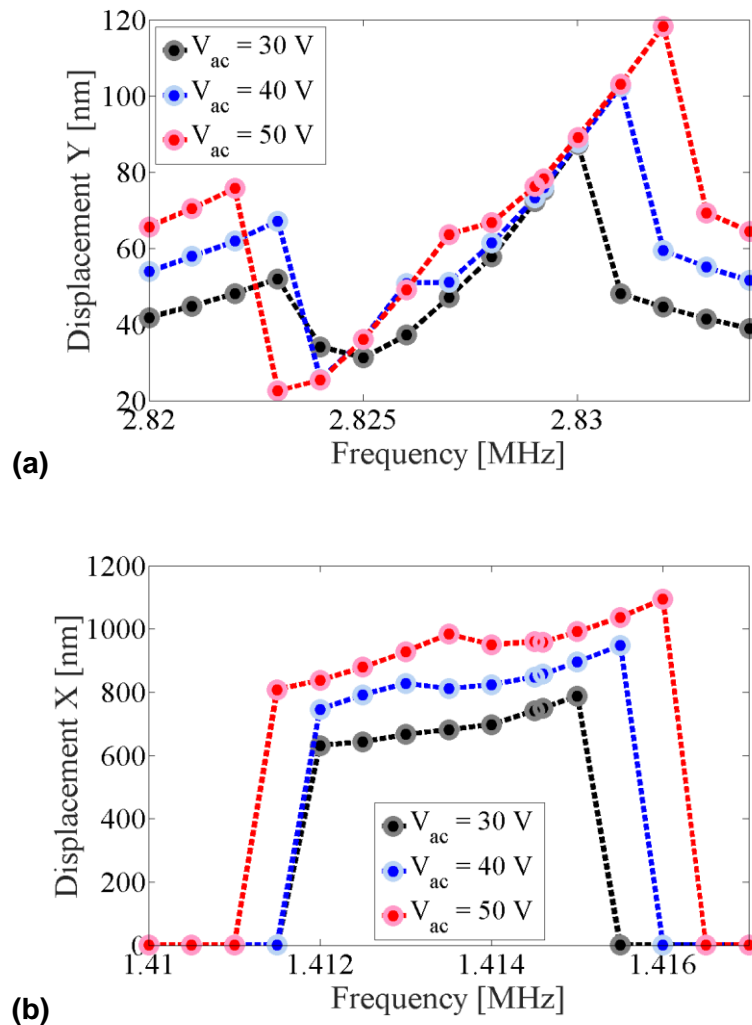 120
V_ac = 30 V
100
V_ac = 40 V
V_ac = 50 V
80
60
40
20
Displacement Y [nm]
2.82 2.825 2.83
Frequency [MHz]
(a)
1200
1000
800
600
400
200
0
Displacement X [nm]
V_ac = 30 V
V_ac = 40 V
V_ac = 50 V
1.41 1.412 1.414 1.416
Frequency [MHz]
(b)